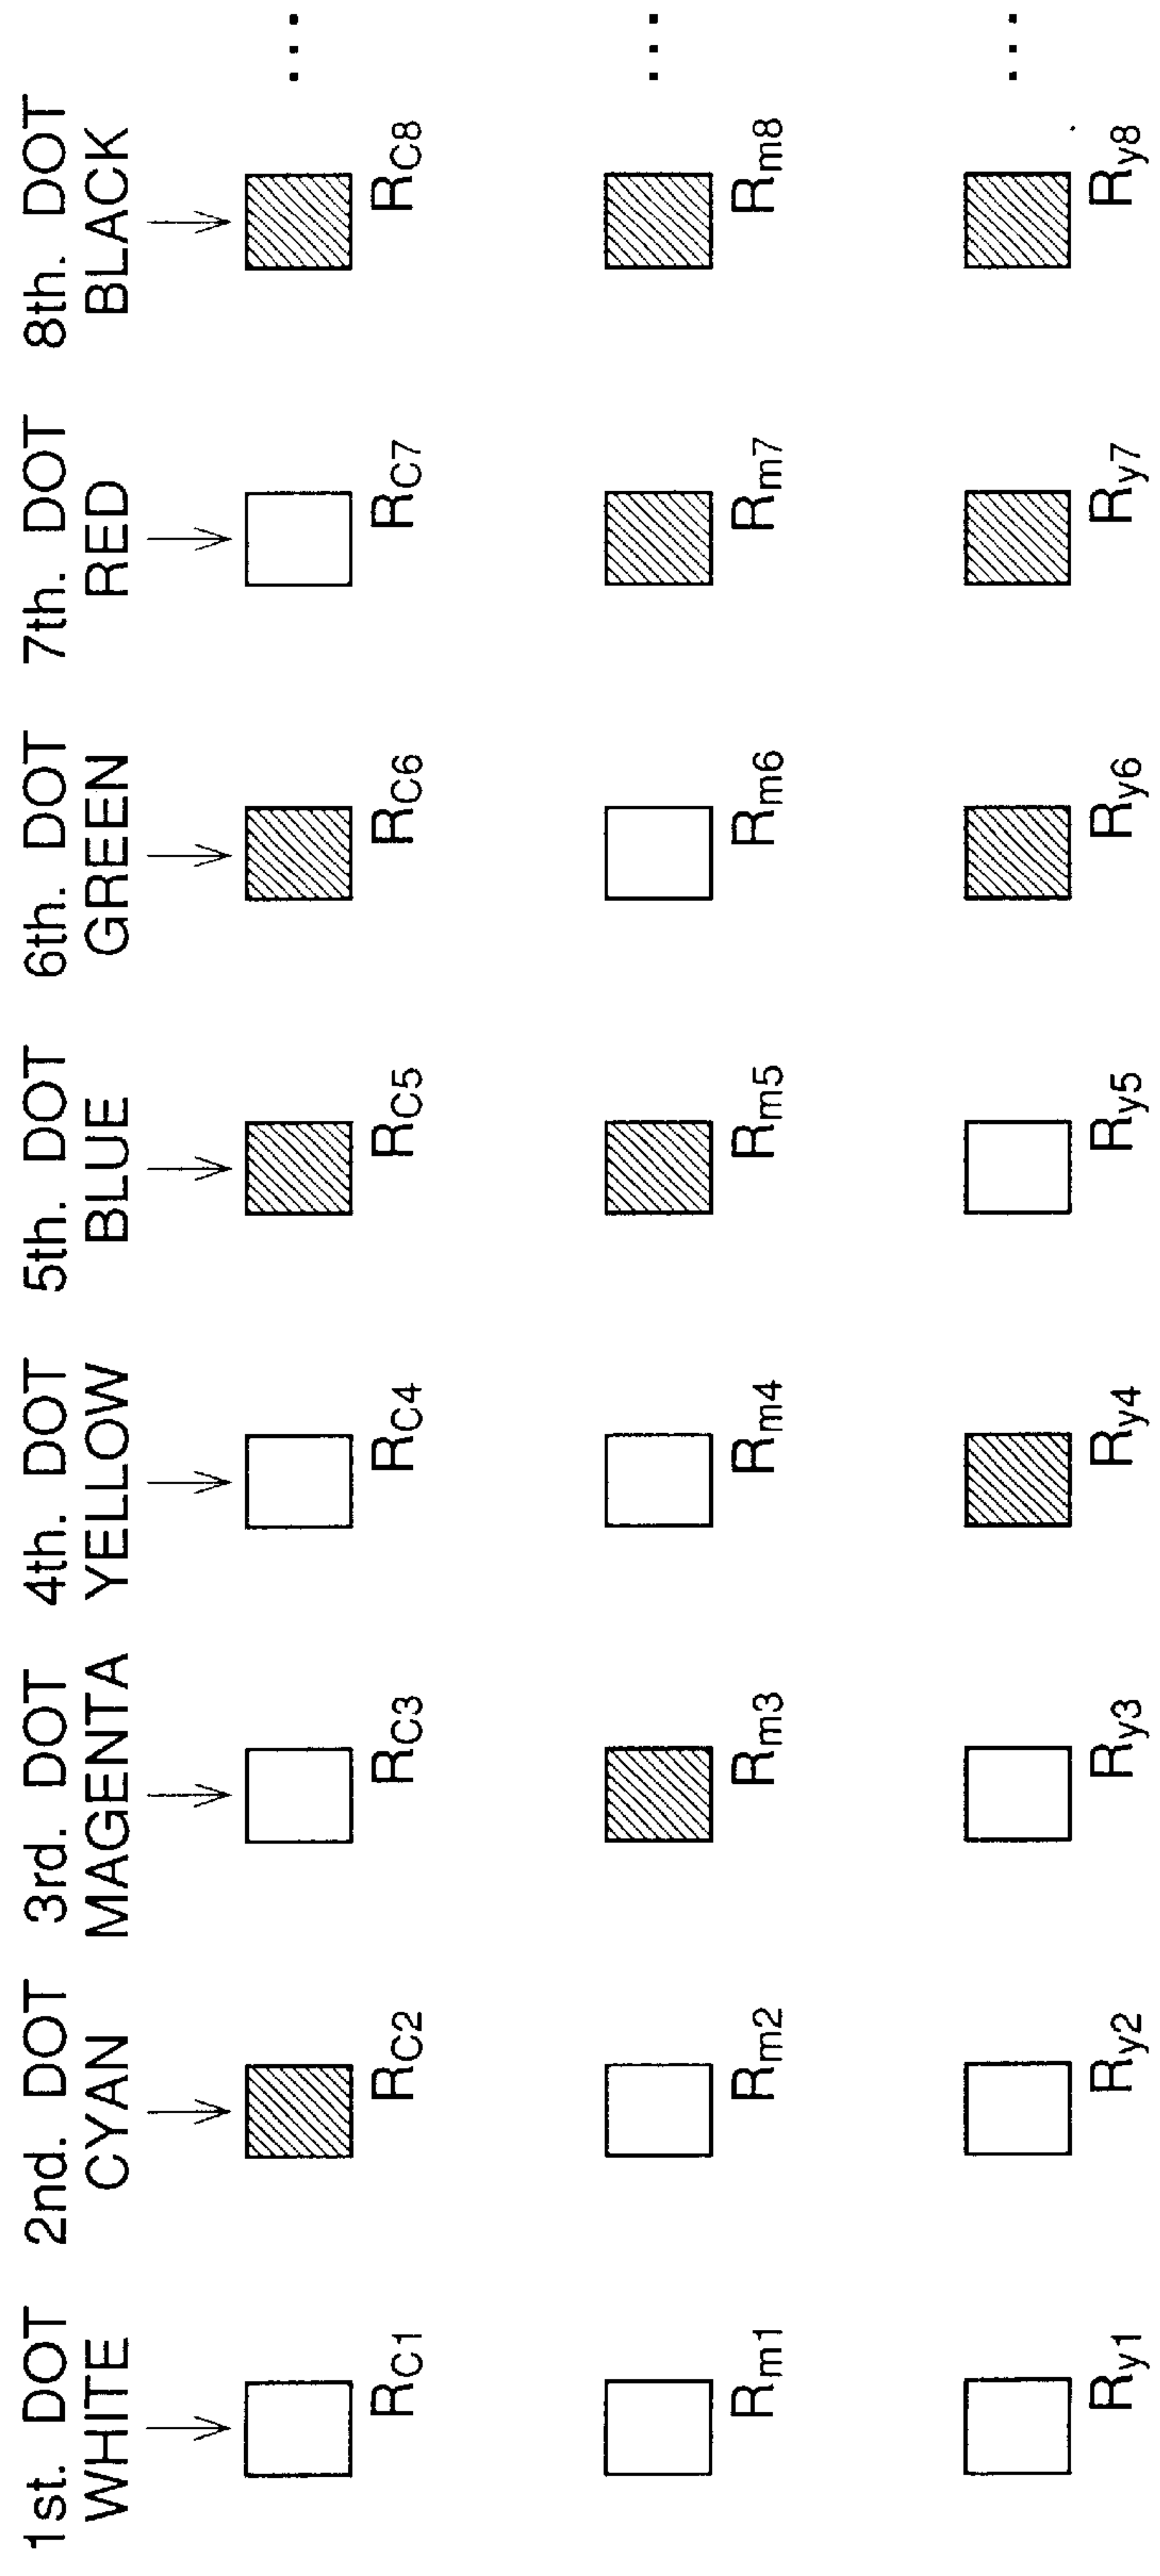 1st. DOT 2nd. DOT 3rd. DOT 4th. DOT 5th. DOT 6th. DOT 7th. DOT 8th. DOT
WHITE CYAN MAGENTA YELLOW BLUE GREEN RED BLACK
...
RC1 RC2 RC3 RC4 RC5 RC6 RC7 RC8
...
Rm1 Rm2 Rm3 Rm4 Rm5 Rm6 Rm7 Rm8
...
Ry1 Ry2 Ry3 Ry4 Ry5 Ry6 Ry7 Ry8